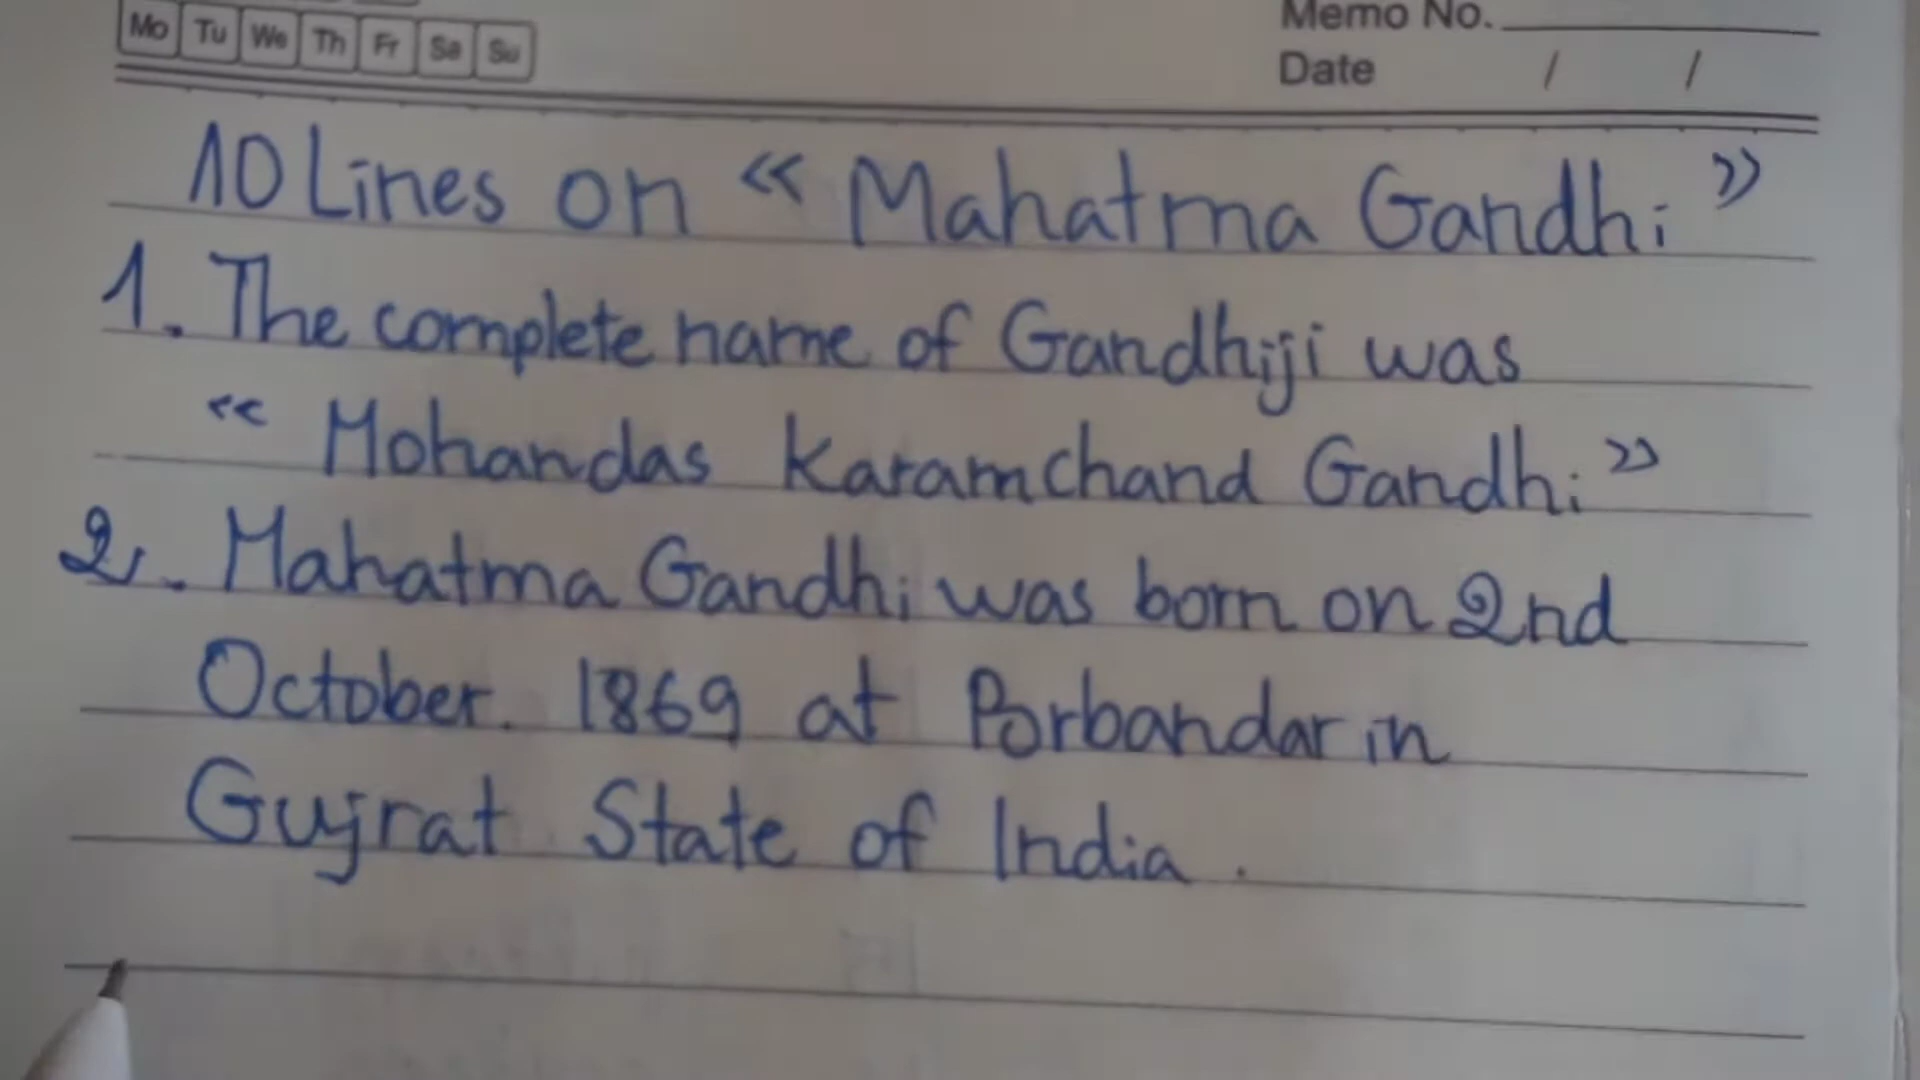 Mo Tu We Th Fr Sa Su
Memo No.
Date / /
10 Lines on « Mahatma Gandhi »
1. The complete name of Gandhiji was
« Mohandas Karamchand Gandhi »
2. Mahatma Gandhi was born on 2nd
October. 1869 at Porbandar in
Gujrat State of India.